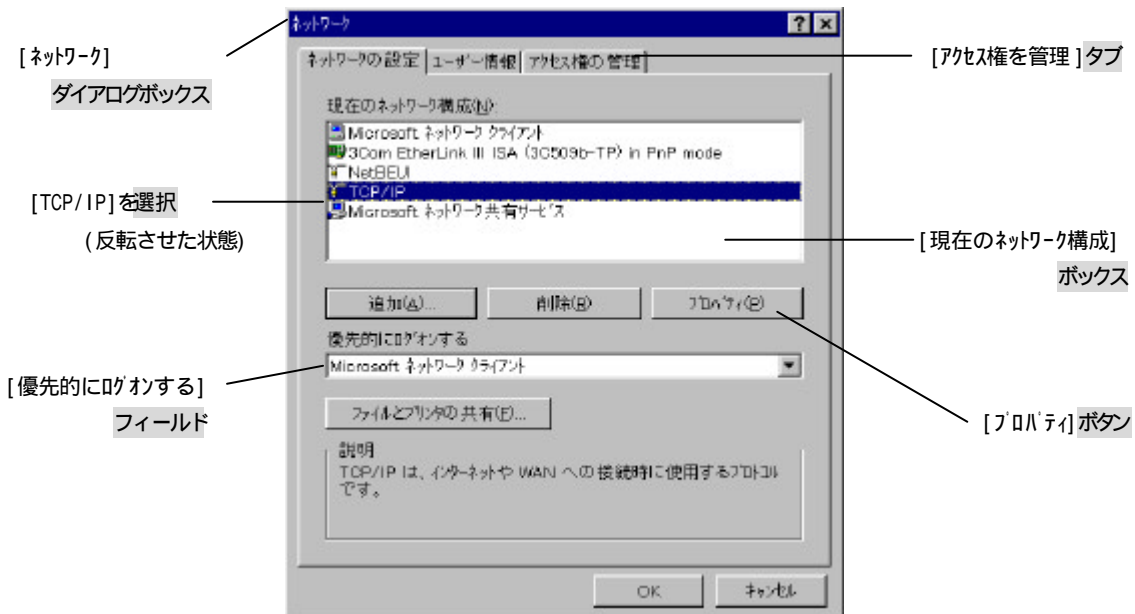 ﾈｯﾄﾜｰｸ
[ﾈｯﾄﾜｰｸ]
ダイアログボックス
ﾈｯﾄﾜｰｸの設定
ﾕｰｻﾞｰ情報
ｱｸｾｽ権の管理
[ｱｸｾｽ権を管理 ]タブ
現在のﾈｯﾄﾜｰｸ構成(N):
Microsoft ﾈｯﾄﾜｰｸ ｸﾗｲｱﾝﾄ
3Com EtherLink III ISA (3C509b-TP) in PnP mode
NetBEUI
TCP/IP
Microsoft ﾈｯﾄﾜｰｸ共有ｻｰﾋﾞｽ
[TCP/IP]を選択
(反転させた状態)
[現在のﾈｯﾄﾜｰｸ構成]
ボックス
追加(A)...
削除(R)
ﾌﾟﾛﾊﾟﾃｨ(P)
優先的にﾛｸﾞｵﾝする
Microsoft ﾈｯﾄﾜｰｸ ｸﾗｲｱﾝﾄ
[優先的にﾛｸﾞｵﾝする]
フィールド
ﾌｧｲﾙとﾌﾟﾘﾝﾀの共有(F)...
[ﾌﾟﾛﾊﾟﾃｨ]ボタン
説明
TCP/IP は、ｲﾝﾀｰﾈｯﾄや WAN への接続時に使用するﾌﾟﾛﾄｺﾙ
です。
OK
ｷｬﾝｾﾙ